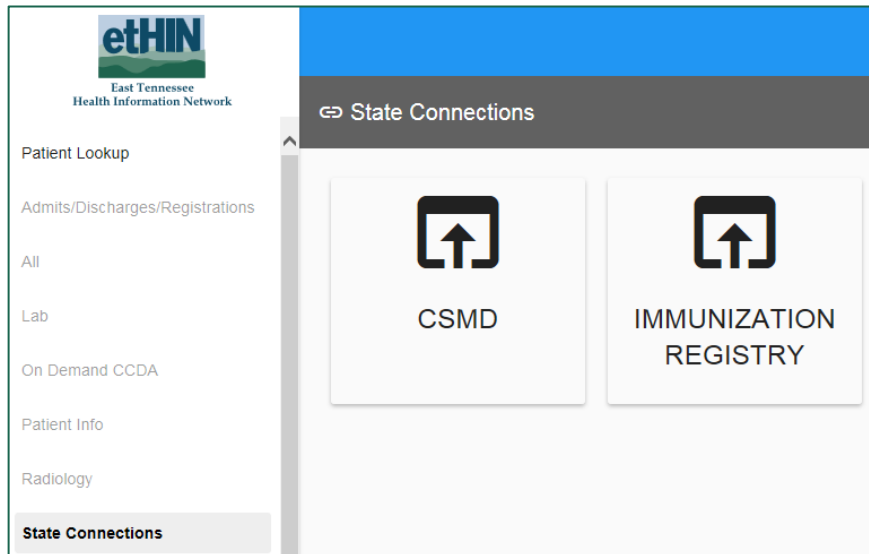 etHIN
East Tennessee
Health Information Network
Patient Lookup
Admits/Discharges/Registrations
All
Lab
On Demand CCDA
Patient Info
Radiology
State Connections
State Connections
CSMD
IMMUNIZATION
REGISTRY